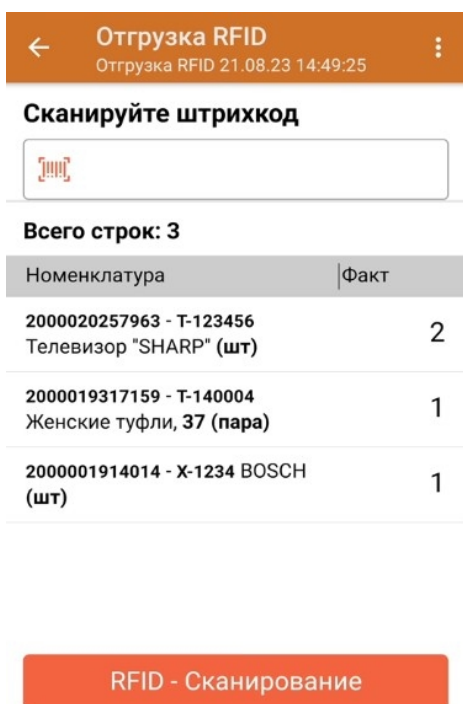 Отгрузка RFID
Отгрузка RFID 21.08.23 14:49:25
Сканируйте штрихкод
Всего строк: 3
Номенклатура Факт
2000020257963 - T-123456
Телевизор "SHARP" (шт) 2
2000019317159 - T-140004
Женские туфли, 37 (пара) 1
2000001914014 - X-1234 BOSCH
(шт) 1
RFID - Сканирование